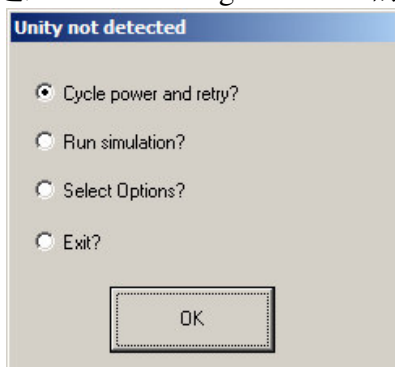 Unity not detected
Cycle power and retry?
Run simulation?
Select Options?
Exit?
OK